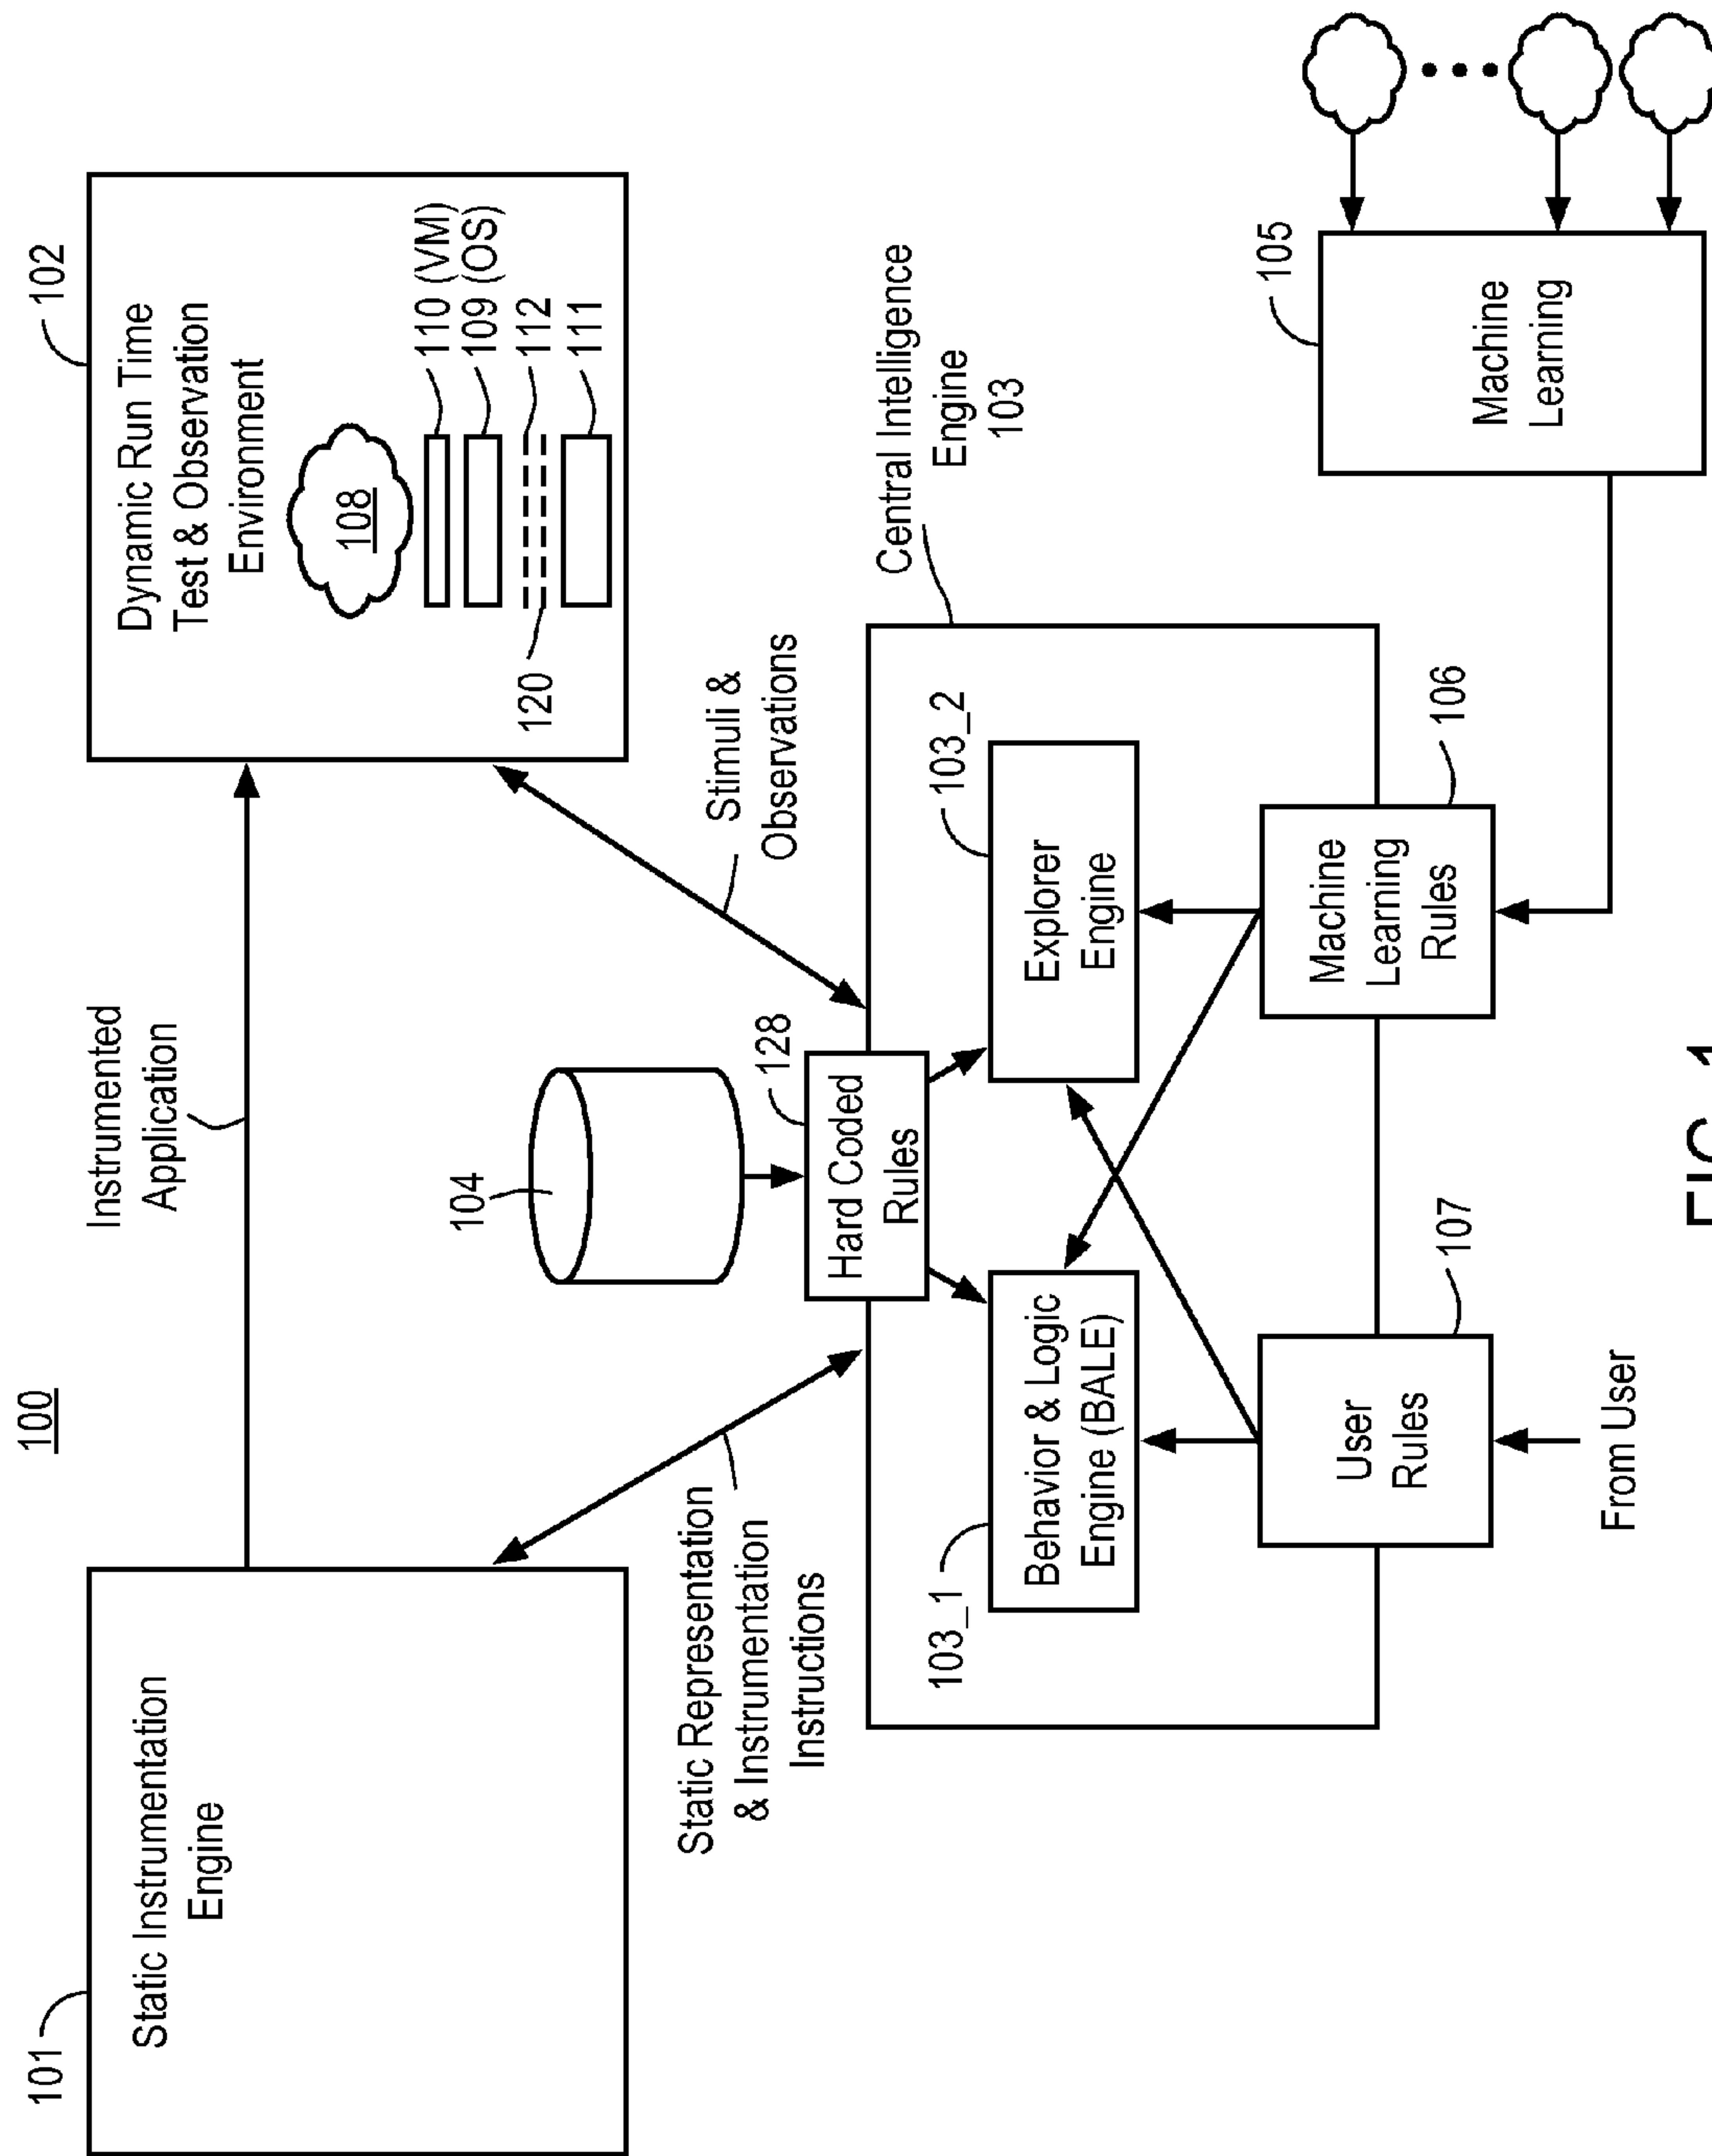 100
101
Static Instrumentation
Engine
Instrumented
Application
102
Dynamic Run Time
Test & Observation
Environment
108
110 (VM)
109 (OS)
112
111
120
Static Representation
& Instrumentation
Instructions
104
Stimuli &
Observations
Central Intelligence
Engine
103
128
Hard Coded
Rules
103_1
Behavior & Logic
Engine (BALE)
103_2
Explorer
Engine
User
Rules
107
From User
Machine
Learning
Rules
106
105
Machine
Learning